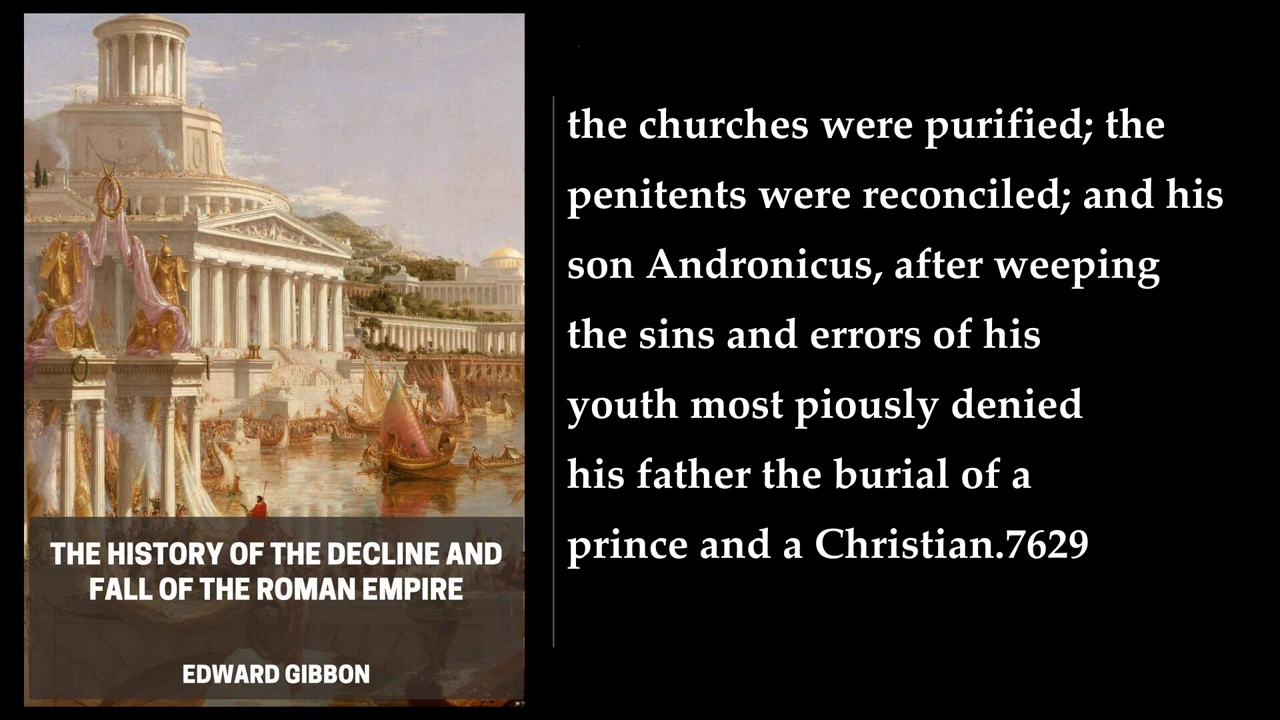 THE HISTORY OF THE DECLINE AND
FALL OF THE ROMAN EMPIRE
EDWARD GIBBON
the churches were purified; the
penitents were reconciled; and his
son Andronicus, after weeping
the sins and errors of his
youth most piously denied
his father the burial of a
prince and a Christian.7629